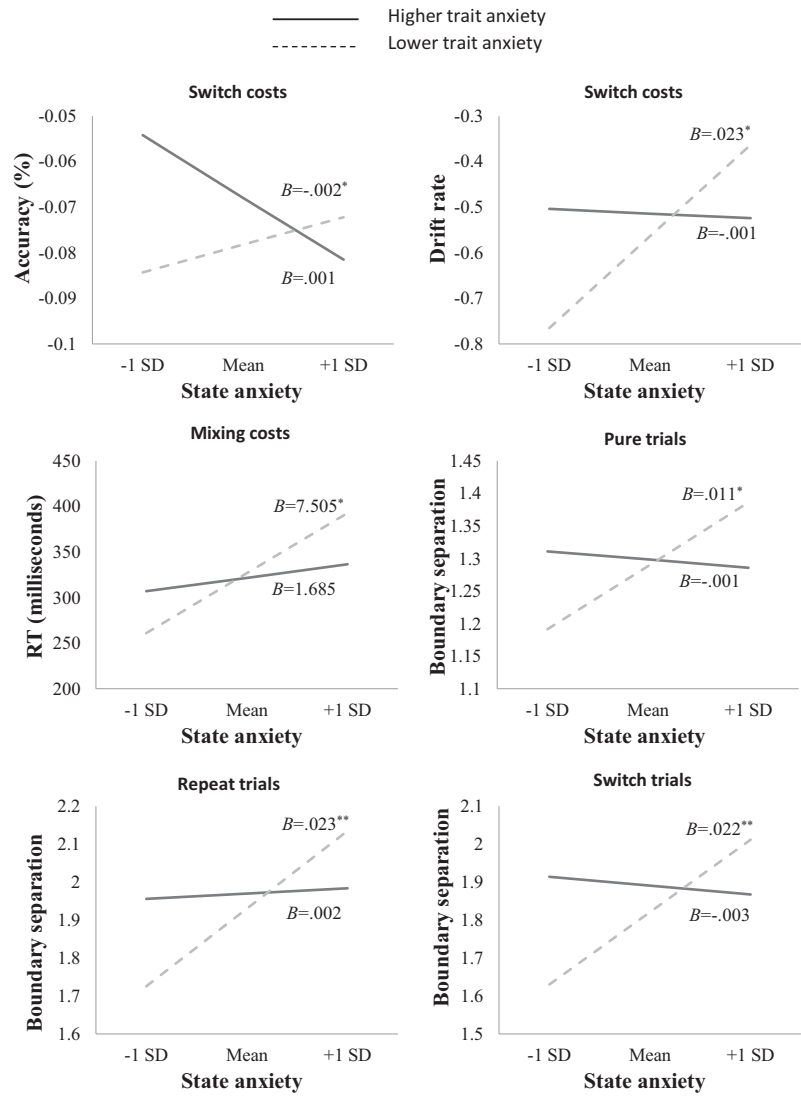 Higher trait anxiety
Lower trait anxiety
Switch costs
Accuracy (%)
-0.05
-0.06
-0.07
-0.08
-0.09
-0.1
B=-.002*
B=.001
-1 SD Mean +1 SD
State anxiety
Switch costs
Drift rate
-0.3
-0.4
-0.5
-0.6
-0.7
-0.8
B=.023*
B=-.001
-1 SD Mean +1 SD
State anxiety
Mixing costs
RT (milliseconds)
450
400
350
300
250
200
B=7.505*
B=1.685
-1 SD Mean +1 SD
State anxiety
Pure trials
Boundary separation
1.45
1.4
1.35
1.3
1.25
1.2
1.15
1.1
B=.011*
B=-.001
-1 SD Mean +1 SD
State anxiety
Repeat trials
Boundary separation
2.2
2.1
2
1.9
1.8
1.7
1.6
B=.023**
B=.002
-1 SD Mean +1 SD
State anxiety
Switch trials
Boundary separation
2.1
2
1.9
1.8
1.7
1.6
1.5
B=.022**
B=-.003
-1 SD Mean +1 SD
State anxiety